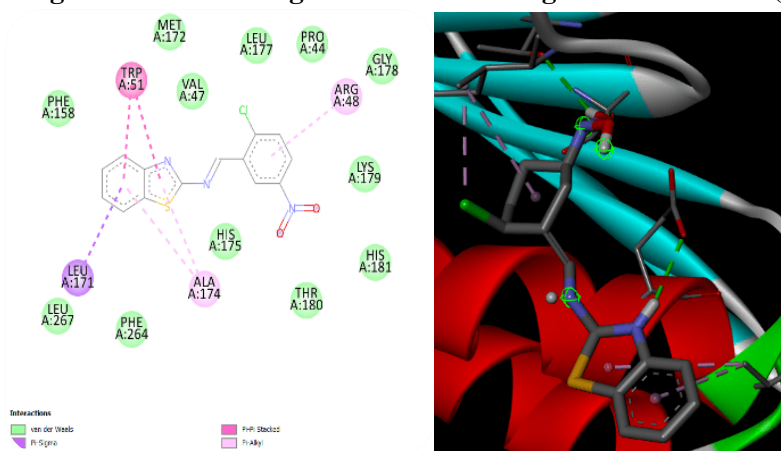 MET
A:172
LEU
A:177
PRO
A:44
GLY
A:178
TRP
A:51
VAL
A:47
ARG
A:48
PHE
A:158
Cl
N
LYS
A:179
N
N
O
S
O
HIS
A:175
HIS
A:181
LEU
A:171
ALA
A:174
THR
A:180
LEU
A:267
PHE
A:264
Interactions
van der Waals
Pi-Sigma
Pi-Pi Stacked
Pi-Alkyl